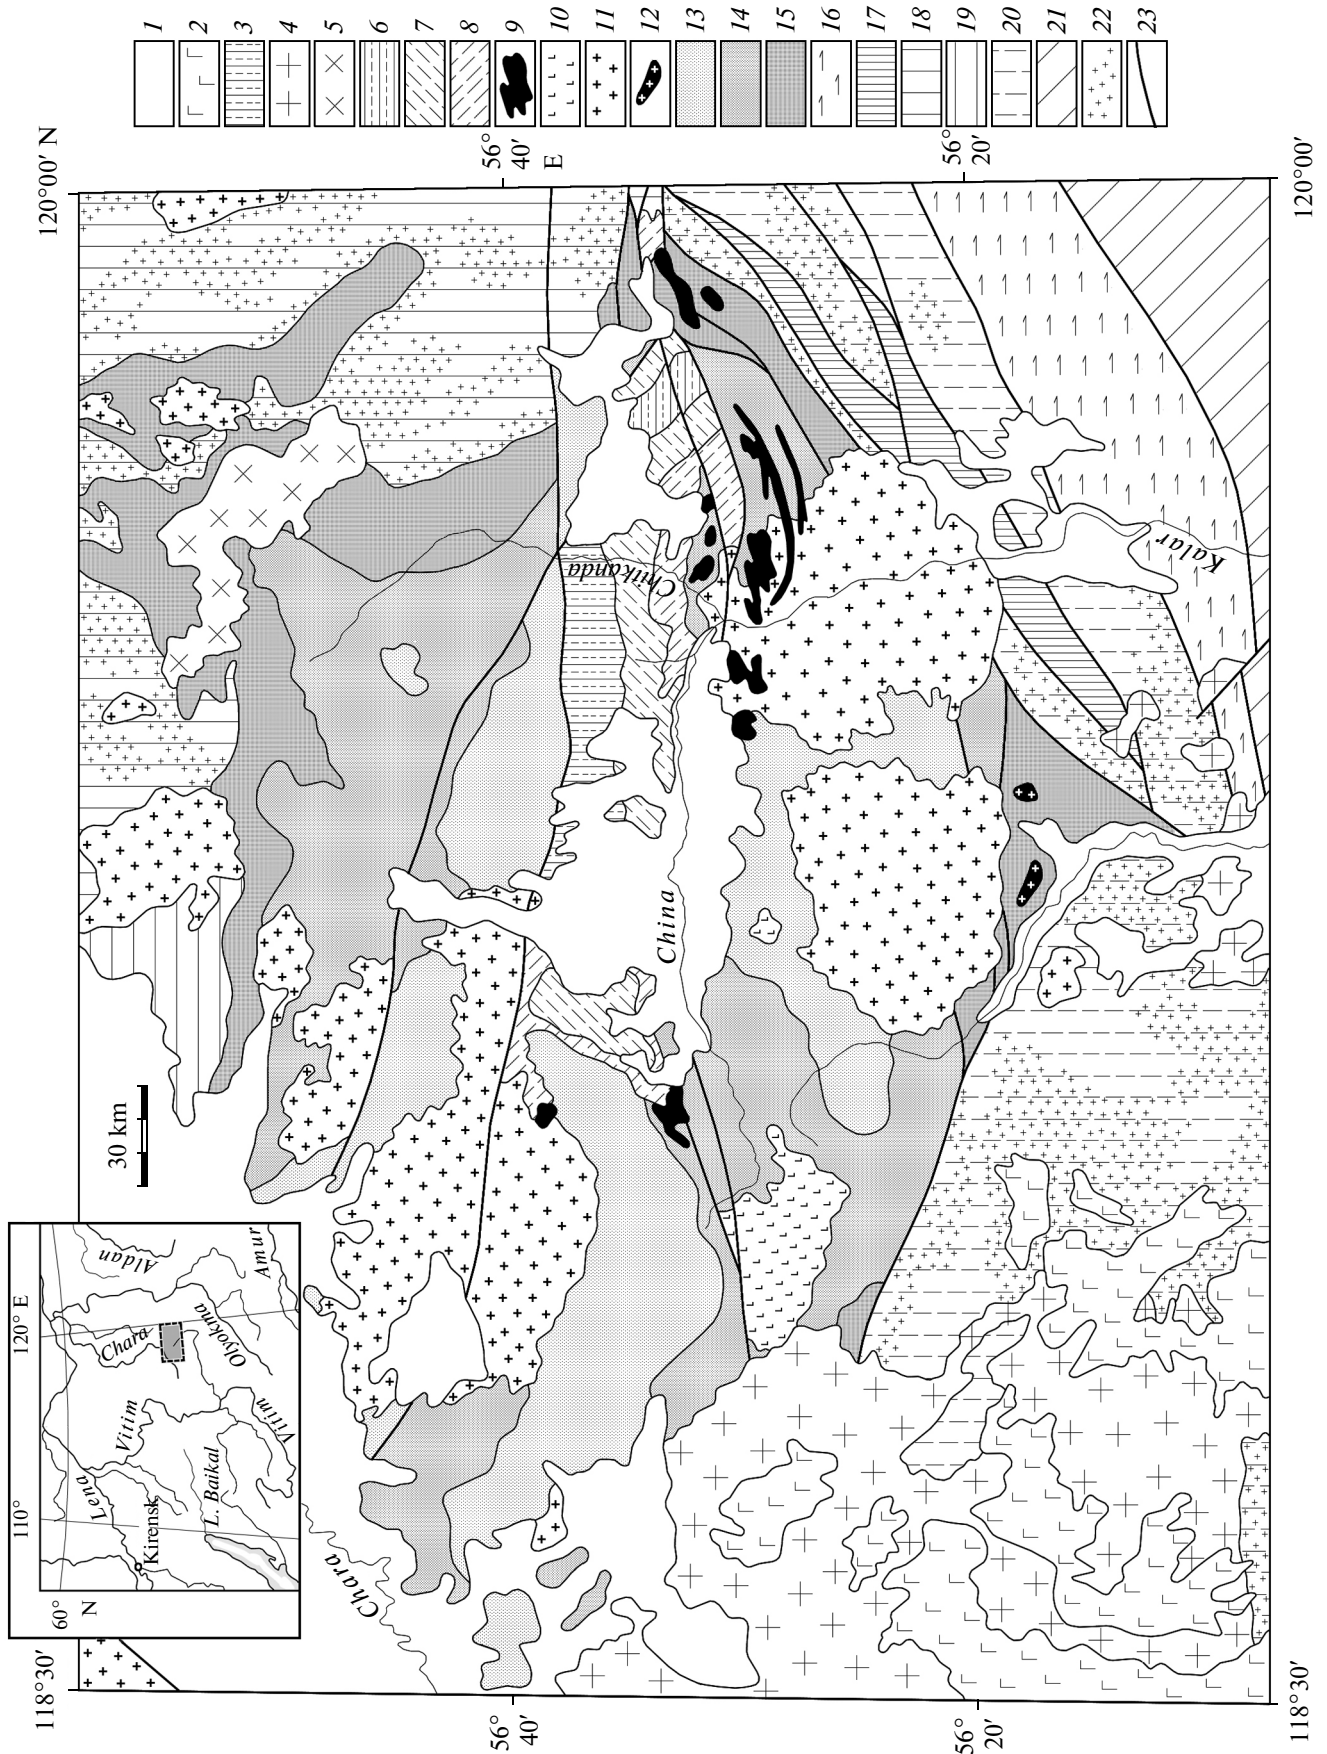 1
2
3
4
5
6
7
8
9
10
11
12
13
14
15
16
17
18
19
20
21
22
23
120°00′ N
56°
40′
E
56°
20′
120°00′
Chikanda
Kalar
China
30 km
Chara
118°30′
56°
40′
56°
20′
118°30′
110°
120° E
60°
N
Lena
Vitim
Chara
Aldan
Kirensk
L. Baikal
Vitim
Olyokma
Amur